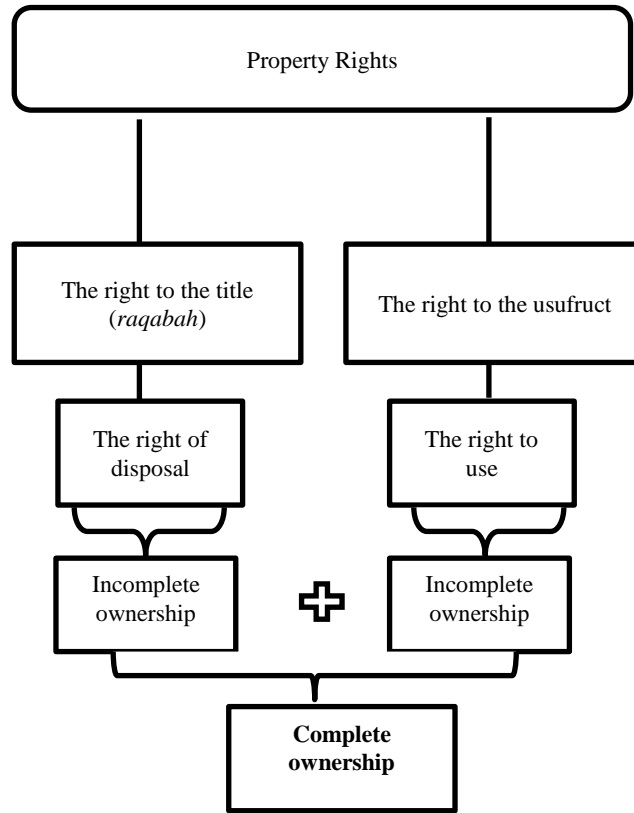 Property Rights
The right to the title
(raqabah)
The right to the usufruct
The right of
disposal
The right to
use
Incomplete
ownership
Incomplete
ownership
Complete
ownership